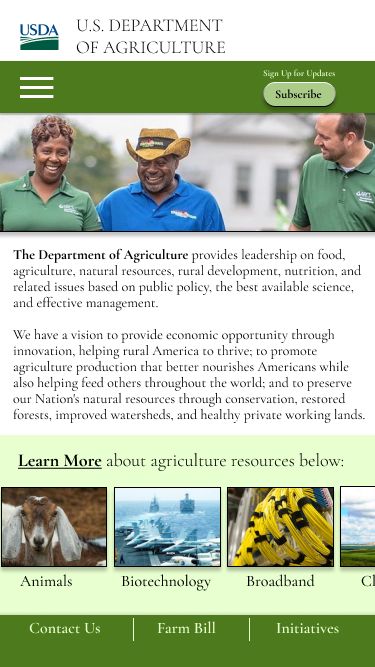 USDA
U.S. DEPARTMENT
OF AGRICULTURE
Sign Up for Updates
Subscribe
The Department of Agriculture provides leadership on food,
agriculture, natural resources, rural development, nutrition, and
related issues based on public policy, the best available science,
and effective management.
We have a vision to provide economic opportunity through
innovation, helping rural America to thrive; to promote
agriculture production that better nourishes Americans while
also helping feed others throughout the world; and to preserve
our Nation's natural resources through conservation, restored
forests, improved watersheds, and healthy private working lands.
Learn More about agriculture resources below:
Animals
Biotechnology
Broadband
Cl
Contact Us
Farm Bill
Initiatives